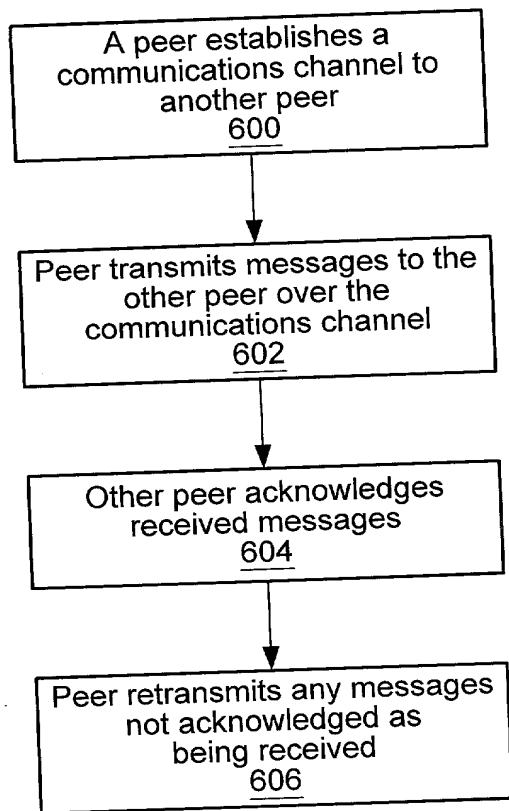 A peer establishes a
communications channel to
another peer
600
Peer transmits messages to the
other peer over the
communications channel
602
Other peer acknowledges
received messages
604
Peer retransmits any messages
not acknowledged as
being received
606